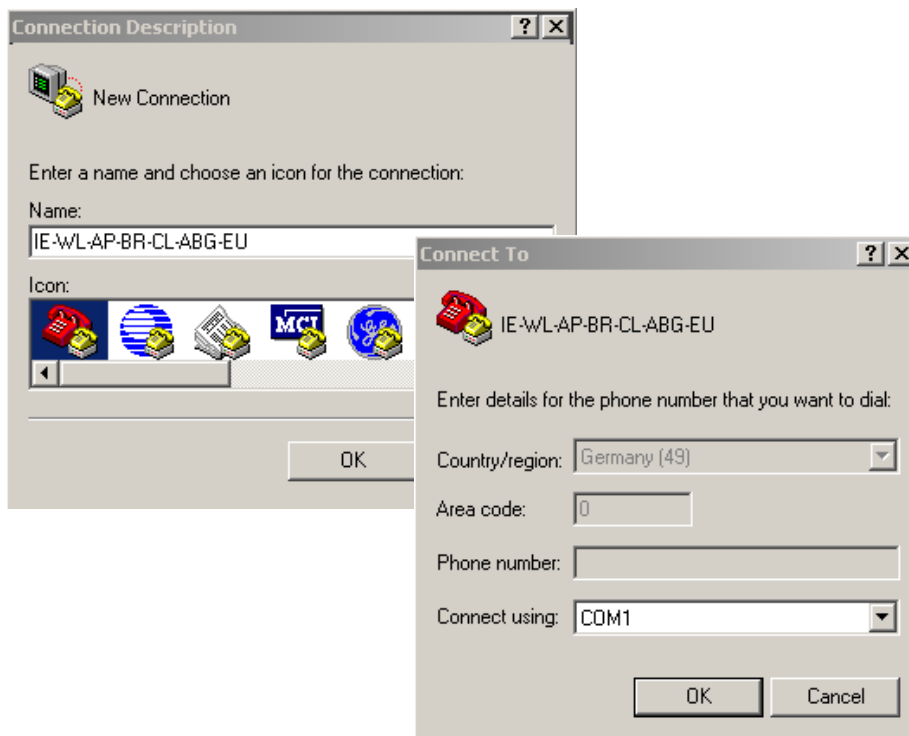 Connection Description
New Connection
Enter a name and choose an icon for the connection:
Name:
IE-WL-AP-BR-CL-ABG-EU
Icon:
MCI
OK
Connect To
IE-WL-AP-BR-CL-ABG-EU
Enter details for the phone number that you want to dial:
Country/region: Germany (49)
Area code: 0
Phone number:
Connect using: COM1
OK Cancel